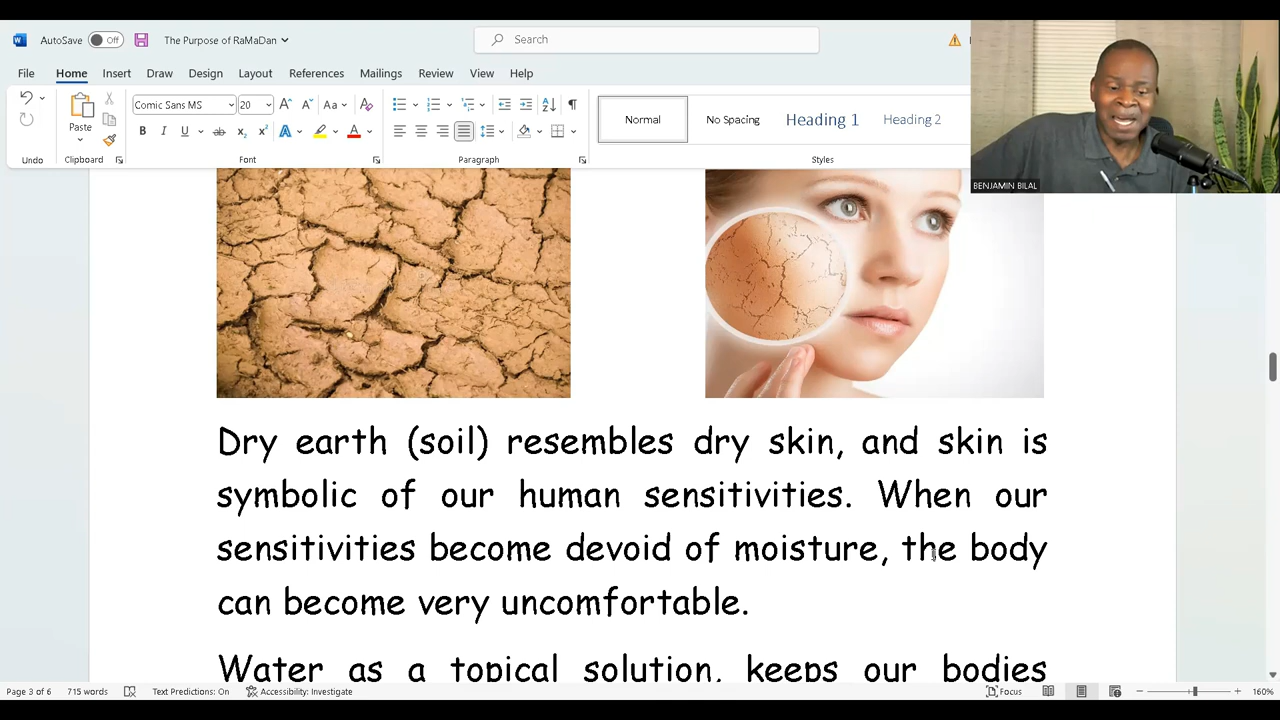 AutoSave Off The Purpose of RaMaDan Search
BENJAMIN BILAL
File Home Insert Draw Design Layout References Mailings Review View Help
Comic Sans MS 20 Aa
Paste B I U ab x₂ x² A A
Normal No Spacing Heading 1 Heading 2
Undo Clipboard Font Paragraph Styles
Dry earth (soil) resembles dry skin, and skin is
symbolic of our human sensitivities. When our
sensitivities become devoid of moisture, the body
can become very uncomfortable.
Water as a topical solution, keeps our bodies
Page 3 of 6 715 words Text Predictions: On Accessibility: Investigate Focus 160%